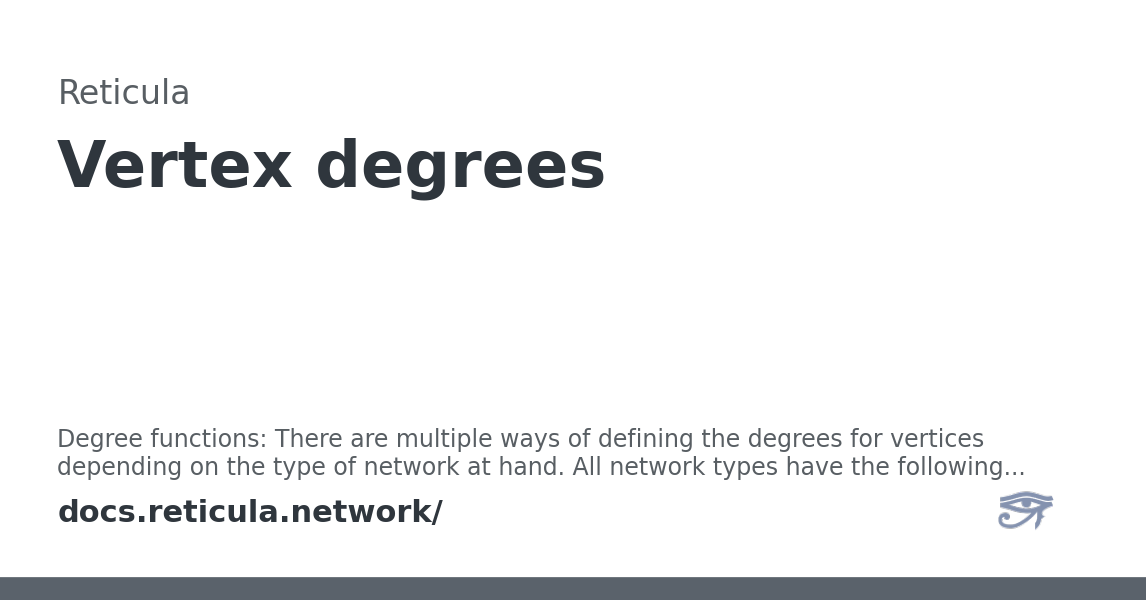 Reticula
Vertex degrees
Degree functions: There are multiple ways of defining the degrees for vertices
depending on the type of network at hand. All network types have the following...
docs.reticula.network/